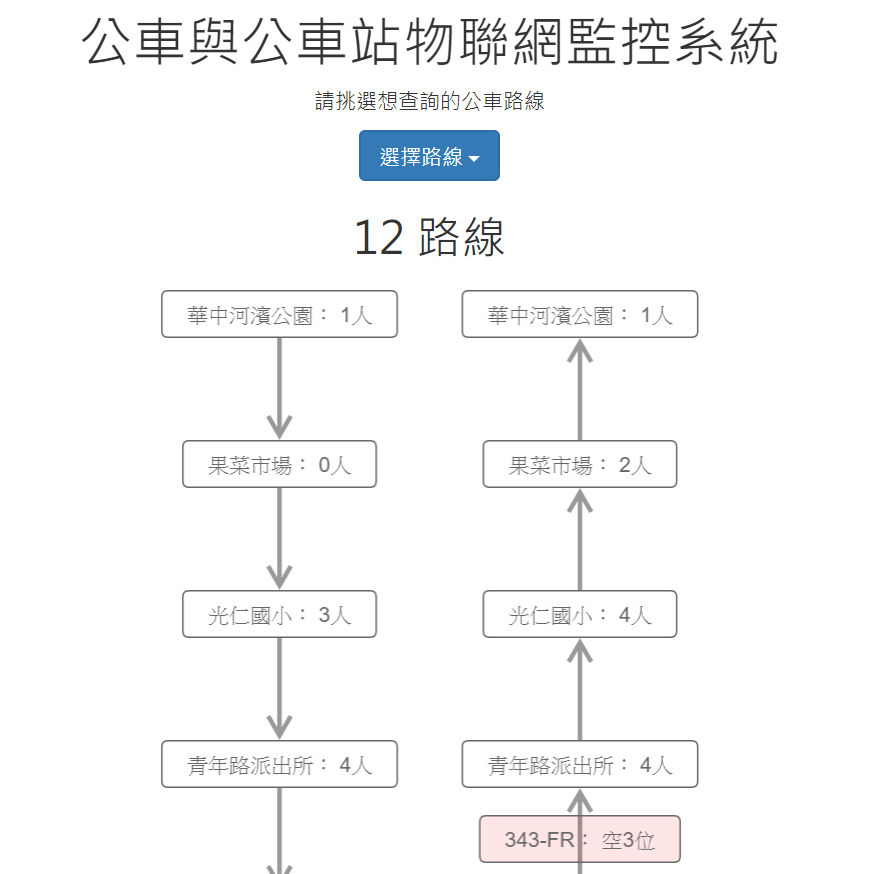 公車與公車站物聯網監控系統
請挑選想查詢的公車路線
選擇路線
12 路線
華中河濱公園： 1人
華中河濱公園： 1人
果菜市場： 0人
果菜市場： 2人
光仁國小： 3人
光仁國小： 4人
青年路派出所： 4人
青年路派出所： 4人
343-FR： 空3位